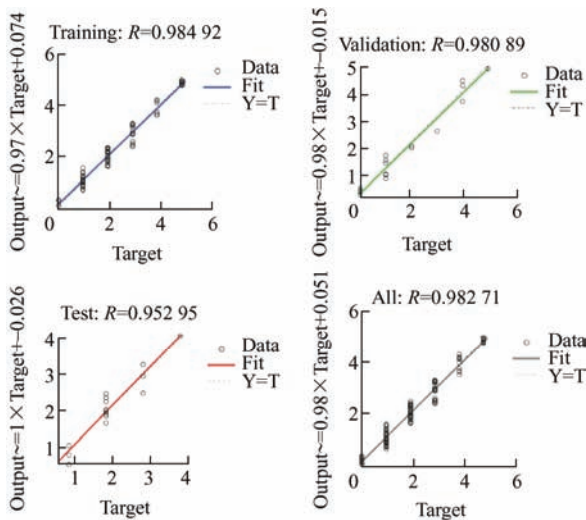 Training: R=0.984 92
Output~=0.97×Target+0.074
6
4
2
0
2
4
6
Target
Data
Fit
Y=T
Validation: R=0.980 89
Output~=0.98×Target+−0.015
5
4
3
2
1
0
2
4
6
Target
Data
Fit
Y=T
Test: R=0.952 95
Output~=1×Target+−0.026
4
3
2
1
1
2
3
4
Target
Data
Fit
Y=T
All: R=0.982 71
Output~=0.98×Target+0.051
6
4
2
0
0
2
4
6
Target
Data
Fit
Y=T